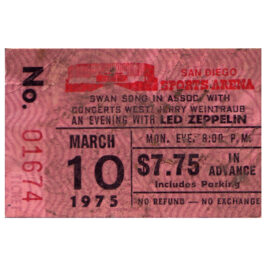 No. 01674
SAN DIEGO
SPORTS ARENA
SWAN SONG IN ASSOC. WITH
CONCERTS WEST/JERRY WEINTRAUB
AN EVENING WITH LED ZEPPELIN
MARCH
10
1975
MON. EVE. 8:00 P.M.
$7.75 IN
ADVANCE
Includes Parking
NO REFUND — NO EXCHANGE